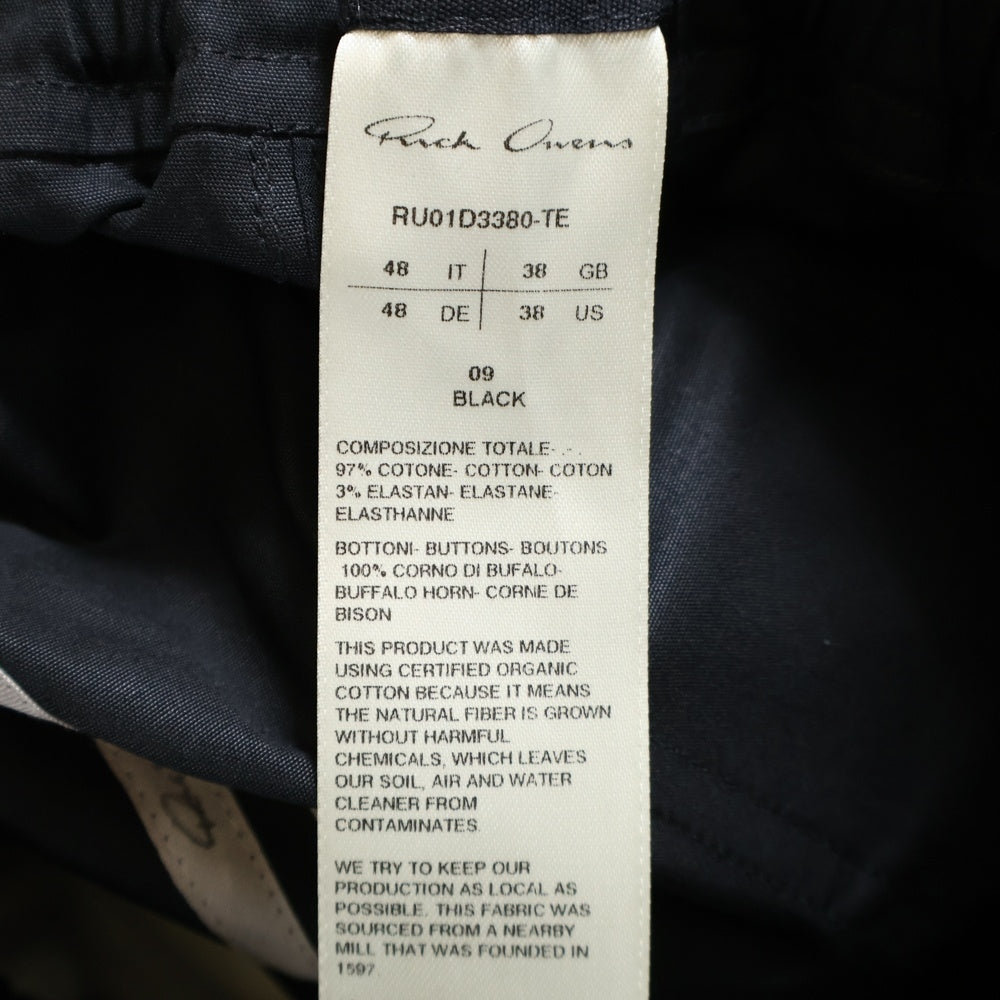 Rick Owens
RU01D3380-TE
48 IT 38 GB
48 DE 38 US
09
BLACK
COMPOSIZIONE TOTALE- .- .
97% COTONE- COTTON- COTON
3% ELASTAN- ELASTANE-
ELASTHANNE
BOTTONI- BUTTONS- BOUTONS
100% CORNO DI BUFALO-
BUFFALO HORN- CORNE DE
BISON
THIS PRODUCT WAS MADE
USING CERTIFIED ORGANIC
COTTON BECAUSE IT MEANS
THE NATURAL FIBER IS GROWN
WITHOUT HARMFUL
CHEMICALS, WHICH LEAVES
OUR SOIL, AIR AND WATER
CLEANER FROM
CONTAMINATES.
WE TRY TO KEEP OUR
PRODUCTION AS LOCAL AS
POSSIBLE. THIS FABRIC WAS
SOURCED FROM A NEARBY
MILL THAT WAS FOUNDED IN
1597.